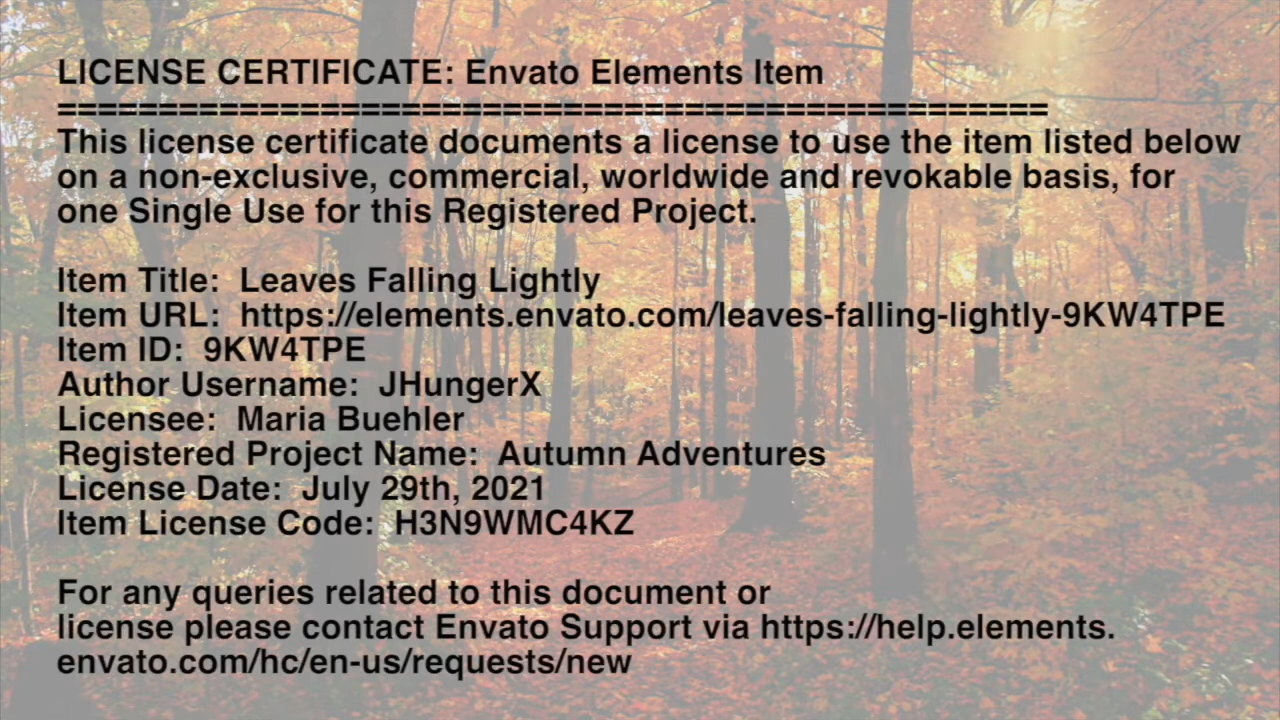 LICENSE CERTIFICATE: Envato Elements Item
=================================================
This license certificate documents a license to use the item listed below
on a non-exclusive, commercial, worldwide and revokable basis, for
one Single Use for this Registered Project.
Item Title:  Leaves Falling Lightly
Item URL:  https://elements.envato.com/leaves-falling-lightly-9KW4TPE
Item ID:  9KW4TPE
Author Username:  JHungerX
Licensee:  Maria Buehler
Registered Project Name:  Autumn Adventures
License Date:  July 29th, 2021
Item License Code:  H3N9WMC4KZ
For any queries related to this document or
license please contact Envato Support via https://help.elements.
envato.com/hc/en-us/requests/new